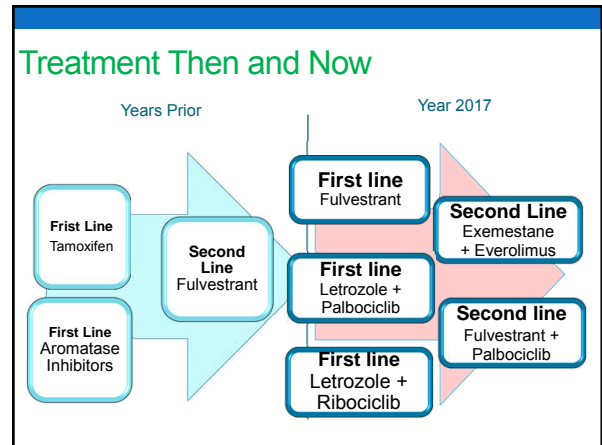 Treatment Then and Now
Years Prior
Year 2017
Frist Line
Tamoxifen
First Line
Aromatase
Inhibitors
Second
Line
Fulvestrant
First line
Fulvestrant
First line
Letrozole +
Palbociclib
First line
Letrozole +
Ribociclib
Second Line
Exemestane
+ Everolimus
Second line
Fulvestrant +
Palbociclib